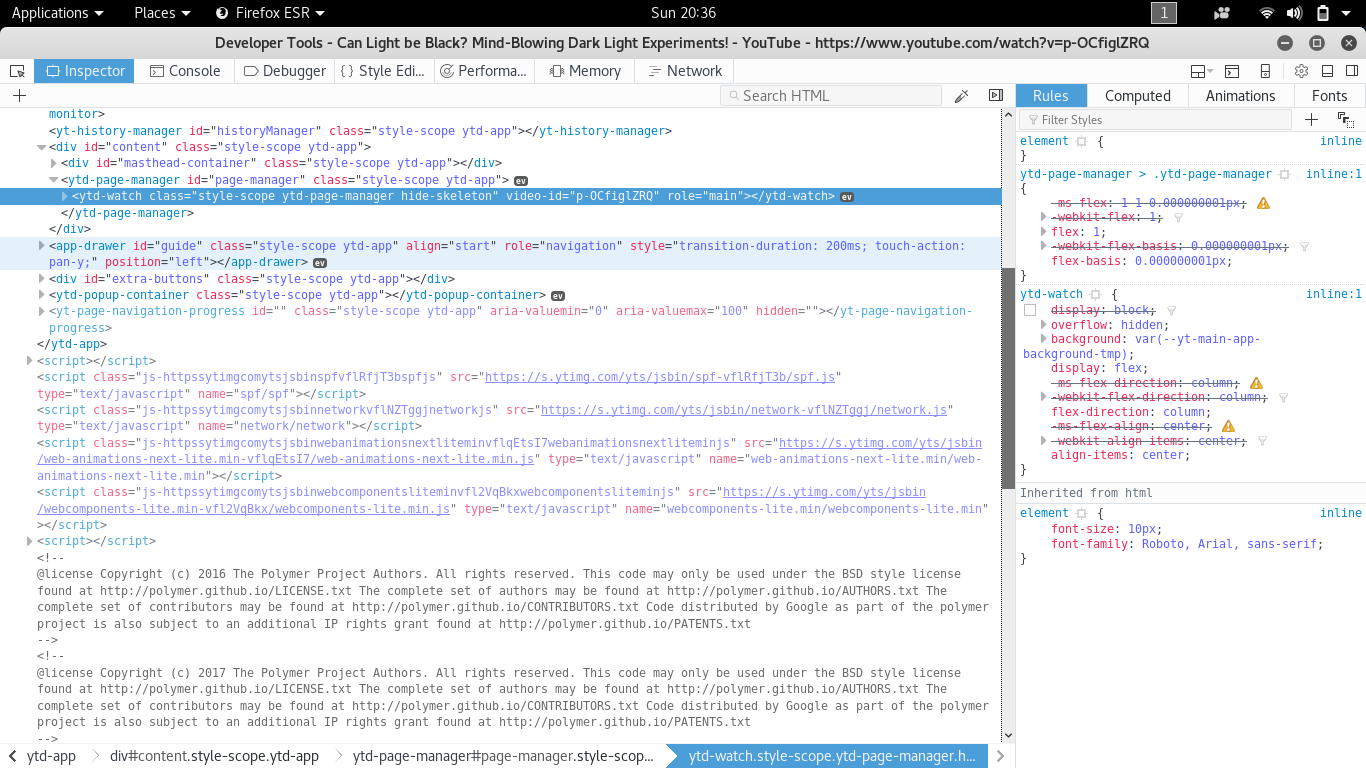 Applications Places Firefox ESR Sun 20:36 1
Developer Tools - Can Light be Black? Mind-Blowing Dark Light Experiments! - YouTube - https://www.youtube.com/watch?v=p-OCfiglZRQ
Inspector Console Debugger Style Edi... Performa... Memory Network
Search HTML
monitor>
<yt-history-manager id="historyManager" class="style-scope ytd-app"></yt-history-manager>
<div id="content" class="style-scope ytd-app">
<div id="masthead-container" class="style-scope ytd-app"></div>
<ytd-page-manager id="page-manager" class="style-scope ytd-app"> ev
<ytd-watch class="style-scope ytd-page-manager hide-skeleton" video-id="p-OCfiglZRQ" role="main"></ytd-watch> ev
</ytd-page-manager>
</div>
<app-drawer id="guide" class="style-scope ytd-app" align="start" role="navigation" style="transition-duration: 200ms; touch-action:
pan-y;" position="left"></app-drawer> ev
<div id="extra-buttons" class="style-scope ytd-app"></div>
<ytd-popup-container class="style-scope ytd-app"></ytd-popup-container> ev
<yt-page-navigation-progress id="" class="style-scope ytd-app" aria-valuemin="0" aria-valuemax="100" hidden=""></yt-page-navigation-
progress>
</ytd-app>
<script></script>
<script class="js-httpssytimgcomytsjsbinspfvflRfjT3bspfjs" src="https://s.ytimg.com/yts/jsbin/spf-vflRfjT3b/spf.js"
type="text/javascript" name="spf/spf"></script>
<script class="js-httpssytimgcomytsjsbinnetworkvflNZTggjnetworkjs" src="https://s.ytimg.com/yts/jsbin/network-vflNZTggj/network.js"
type="text/javascript" name="network/network"></script>
<script class="js-httpssytimgcomytsjsbinwebanimationsnextliteminvflqEtsI7webanimationsnextliteminjs" src="https://s.ytimg.com/yts/jsbin
/web-animations-next-lite.min-vflqEtsI7/web-animations-next-lite.min.js" type="text/javascript" name="web-animations-next-lite.min/web-
animations-next-lite.min"></script>
<script class="js-httpssytimgcomytsjsbinwebcomponentsliteminvfl2VqBkxwebcomponentsliteminjs" src="https://s.ytimg.com/yts/jsbin
/webcomponents-lite.min-vfl2VqBkx/webcomponents-lite.min.js" type="text/javascript" name="webcomponents-lite.min/webcomponents-lite.min"
></script>
<script></script>
<!--
@license Copyright (c) 2016 The Polymer Project Authors. All rights reserved. This code may only be used under the BSD style license
found at http://polymer.github.io/LICENSE.txt The complete set of authors may be found at http://polymer.github.io/AUTHORS.txt The
complete set of contributors may be found at http://polymer.github.io/CONTRIBUTORS.txt Code distributed by Google as part of the polymer
project is also subject to an additional IP rights grant found at http://polymer.github.io/PATENTS.txt
-->
<!--
@license Copyright (c) 2017 The Polymer Project Authors. All rights reserved. This code may only be used under the BSD style license
found at http://polymer.github.io/LICENSE.txt The complete set of authors may be found at http://polymer.github.io/AUTHORS.txt The
complete set of contributors may be found at http://polymer.github.io/CONTRIBUTORS.txt Code distributed by Google as part of the polymer
project is also subject to an additional IP rights grant found at http://polymer.github.io/PATENTS.txt
-->
ytd-app div#content.style-scope.ytd-app ytd-page-manager#page-manager.style-scop... ytd-watch.style-scope.ytd-page-manager.h...
Rules Computed Animations Fonts
Filter Styles
element { inline
}
ytd-page-manager > .ytd-page-manager inline:1
{
-ms-flex: 1 1 0.000000001px;
-webkit-flex: 1;
flex: 1;
-webkit-flex-basis: 0.000000001px;
flex-basis: 0.000000001px;
}
ytd-watch { inline:1
display: block;
overflow: hidden;
background: var(--yt-main-app-
background-tmp);
display: flex;
-ms-flex-direction: column;
-webkit-flex-direction: column;
flex-direction: column;
-ms-flex-align: center;
-webkit-align-items: center;
align-items: center;
}
Inherited from html
element { inline
font-size: 10px;
font-family: Roboto, Arial, sans-serif;
}